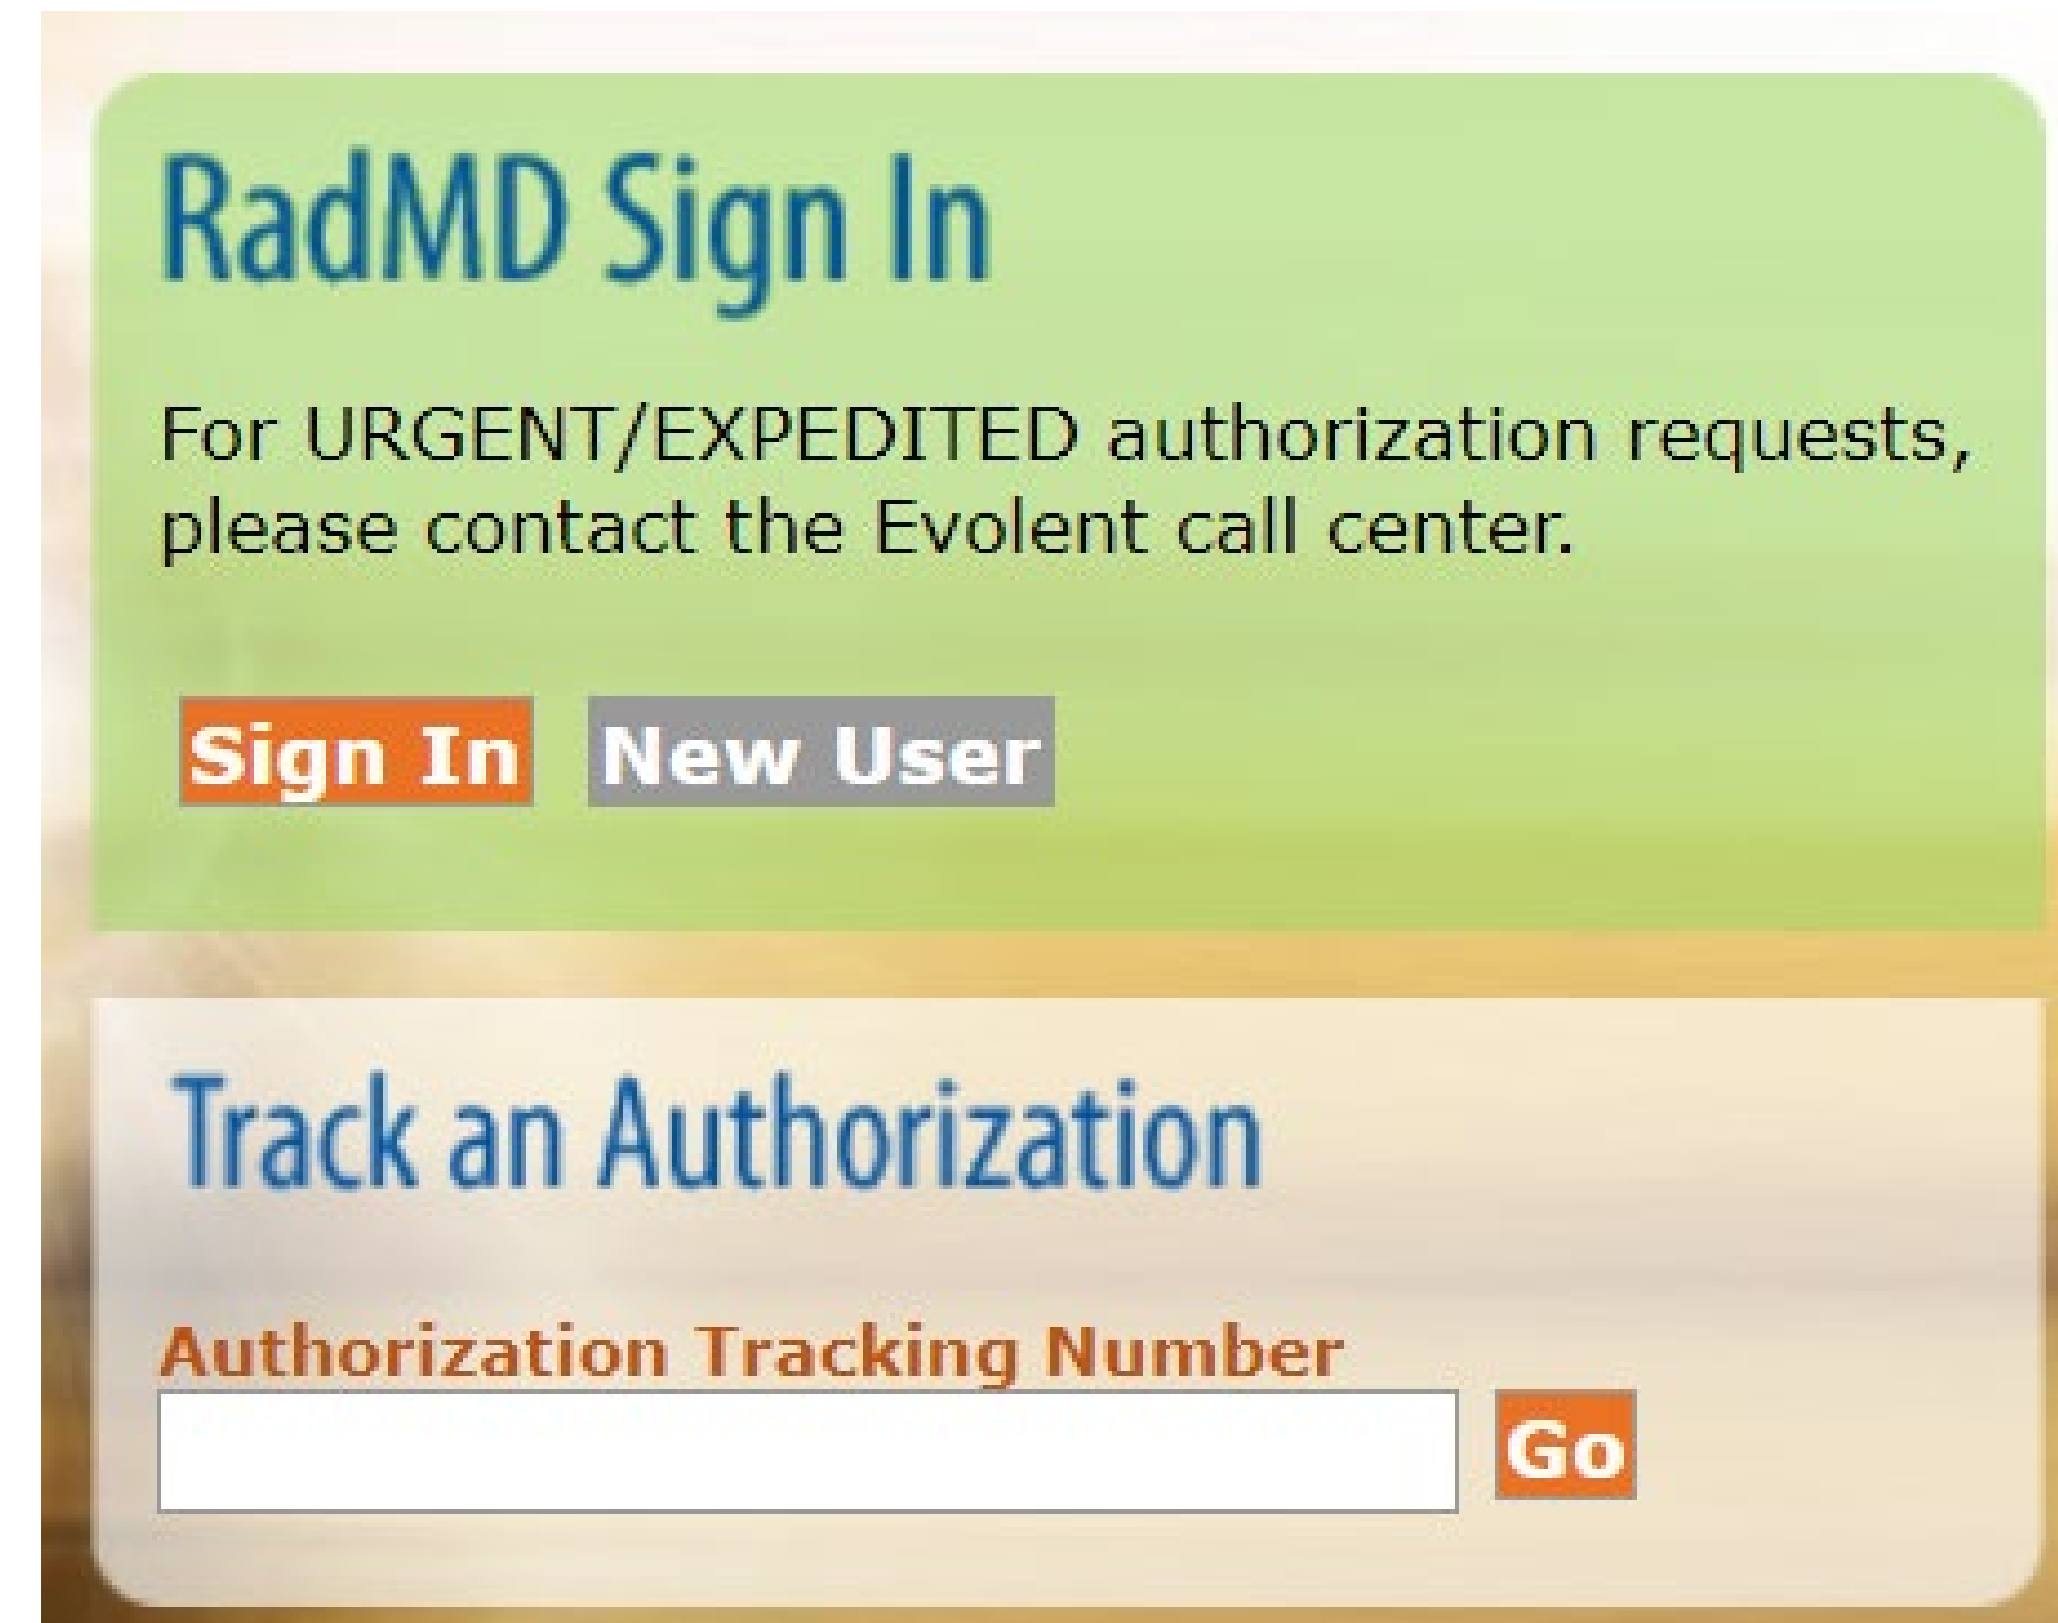 RadMD Sign In
For URGENT/EXPEDITED authorization requests,
please contact the Evolent call center.
Sign In New User
Track an Authorization
Authorization Tracking Number
Go